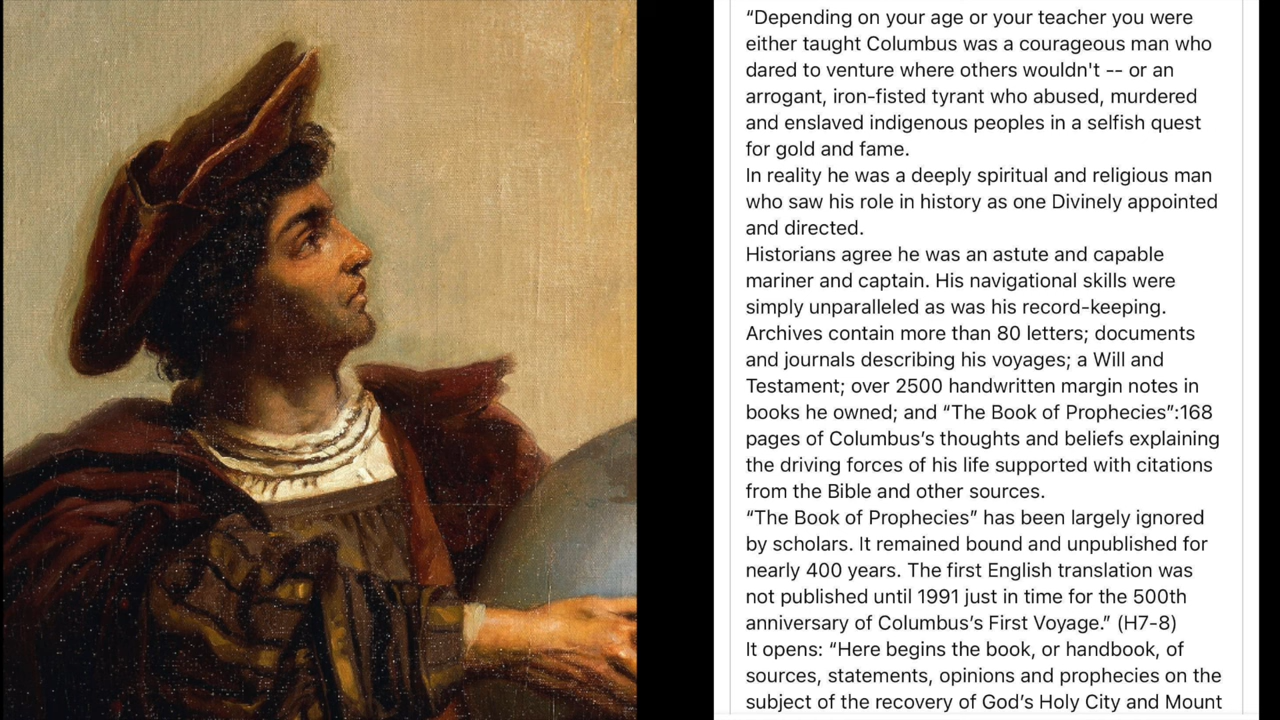 “Depending on your age or your teacher you were
either taught Columbus was a courageous man who
dared to venture where others wouldn't -- or an
arrogant, iron-fisted tyrant who abused, murdered
and enslaved indigenous peoples in a selfish quest
for gold and fame.
In reality he was a deeply spiritual and religious man
who saw his role in history as one Divinely appointed
and directed.
Historians agree he was an astute and capable
mariner and captain. His navigational skills were
simply unparalleled as was his record-keeping.
Archives contain more than 80 letters; documents
and journals describing his voyages; a Will and
Testament; over 2500 handwritten margin notes in
books he owned; and “The Book of Prophecies”:168
pages of Columbus’s thoughts and beliefs explaining
the driving forces of his life supported with citations
from the Bible and other sources.
“The Book of Prophecies” has been largely ignored
by scholars. It remained bound and unpublished for
nearly 400 years. The first English translation was
not published until 1991 just in time for the 500th
anniversary of Columbus’s First Voyage.” (H7-8)
It opens: “Here begins the book, or handbook, of
sources, statements, opinions and prophecies on the
subject of the recovery of God’s Holy City and Mount